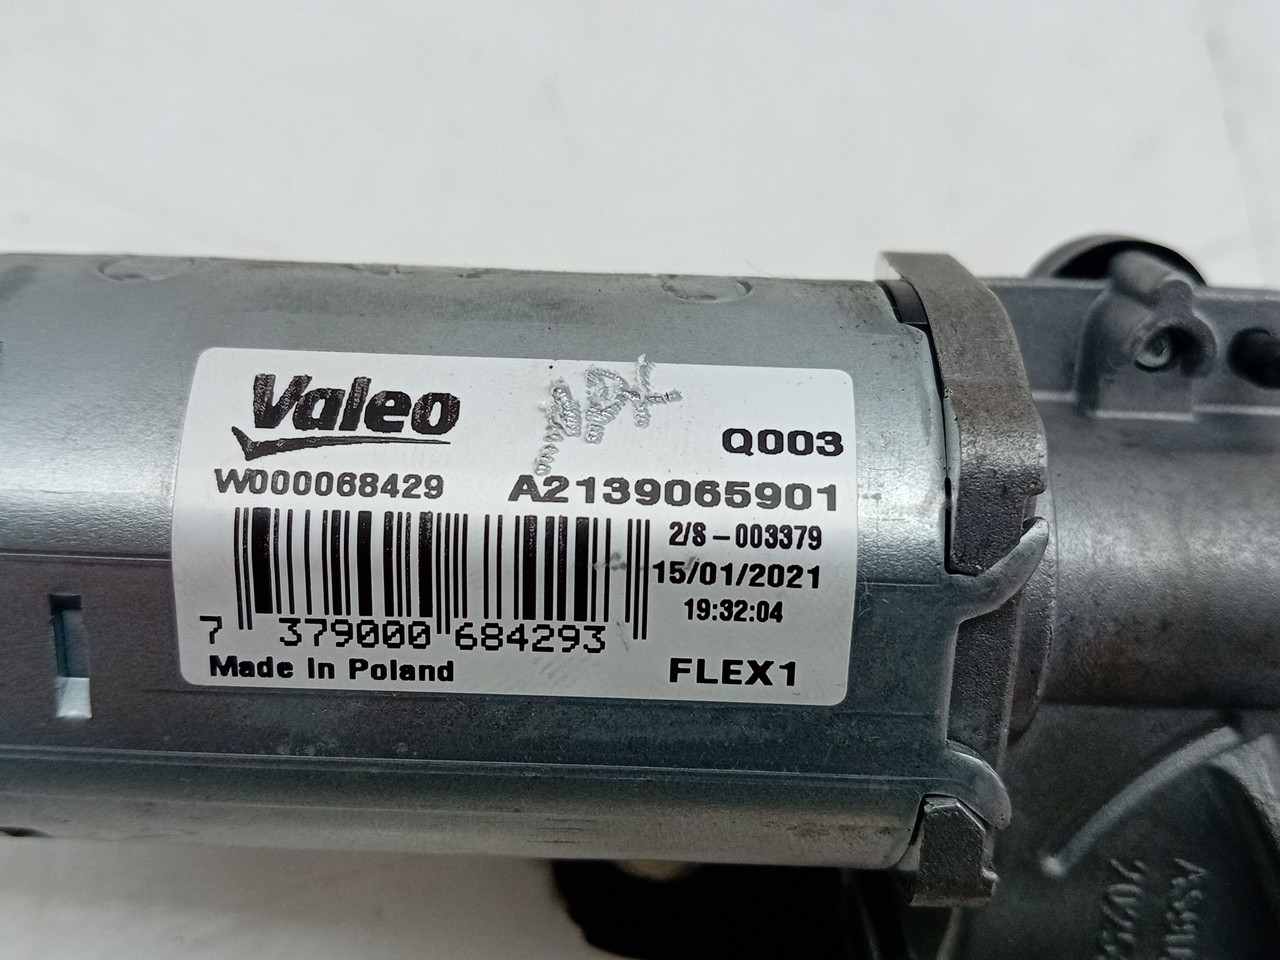 Valeo
Q003
W000068429 A2139065901
2/S-003379
15/01/2021
19:32:04
7 379000 684293
Made In Poland FLEX1